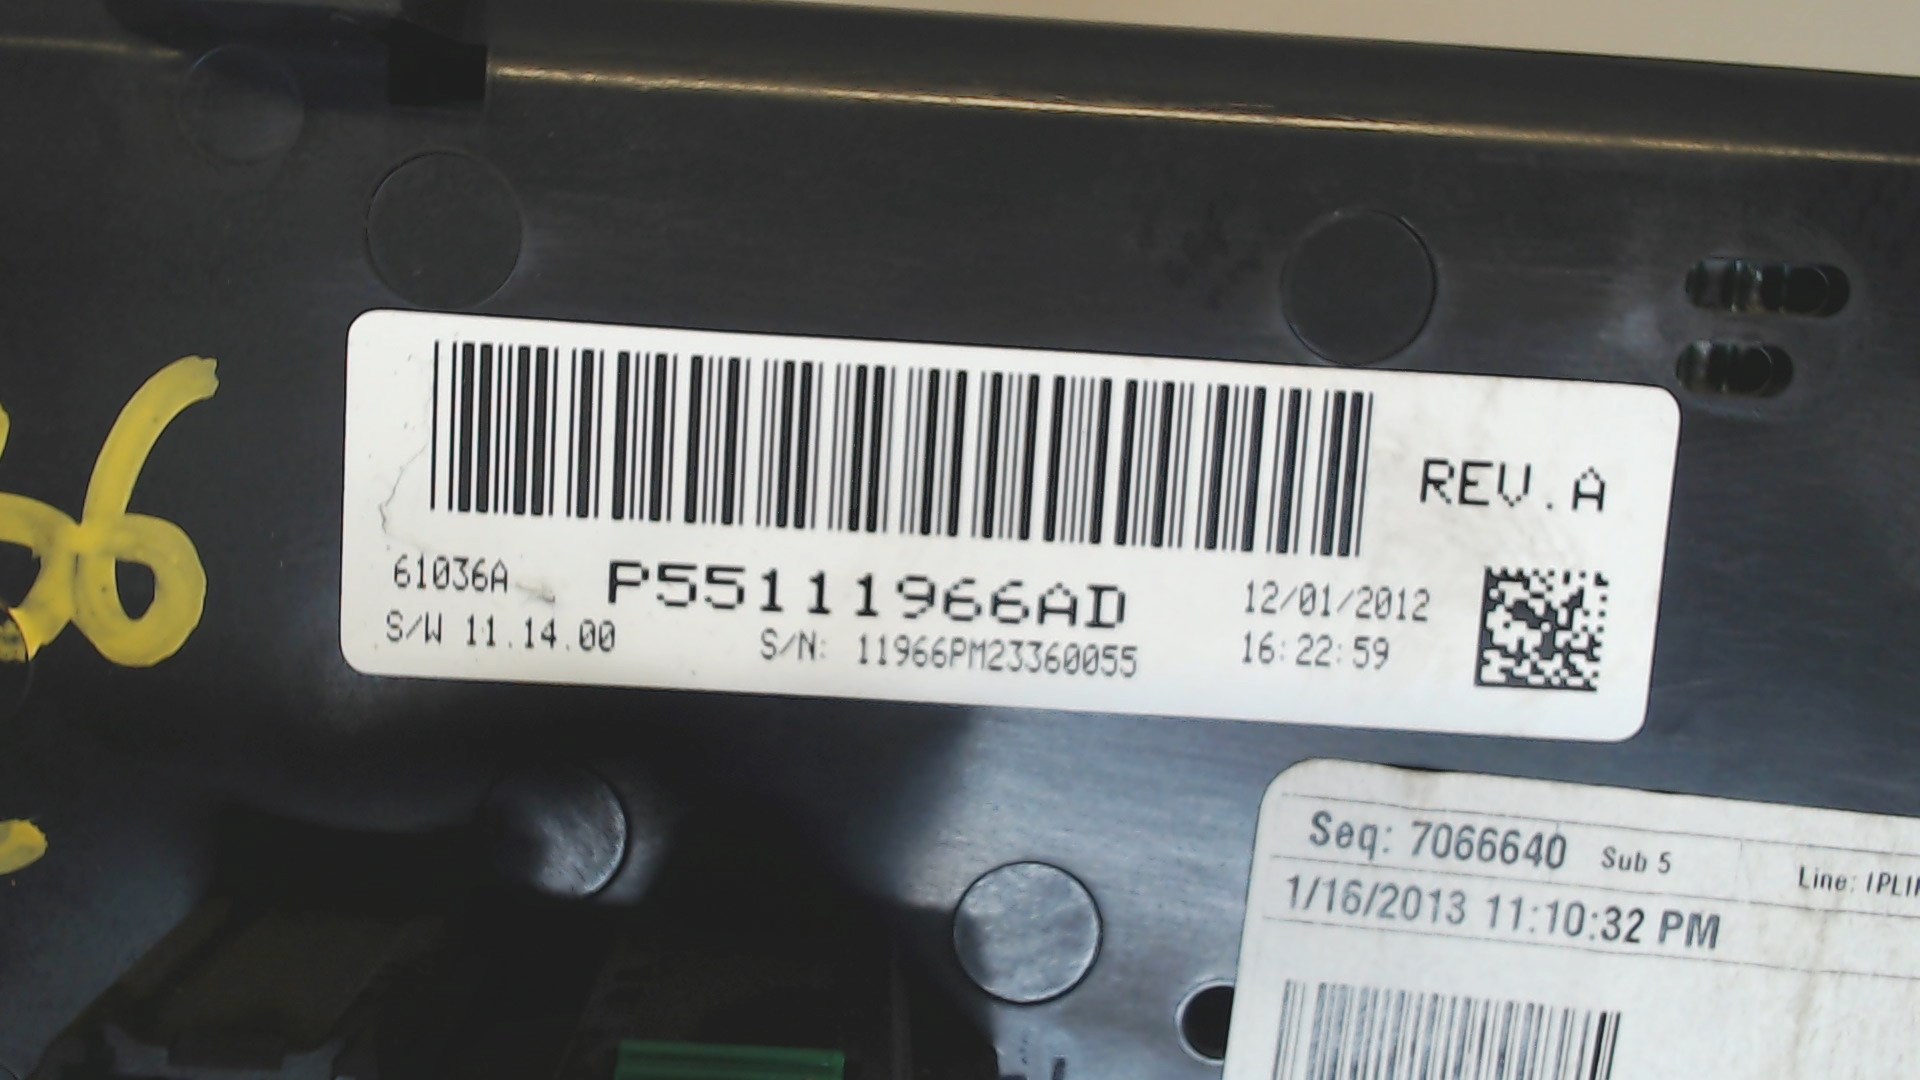 REV.A
61036A P55111966AD 12/01/2012
S/W 11.14.00 S/N: 11966PM23360055 16:22:59
Seq: 7066640 Sub 5 Line:
1/16/2013 11:10:32 PM